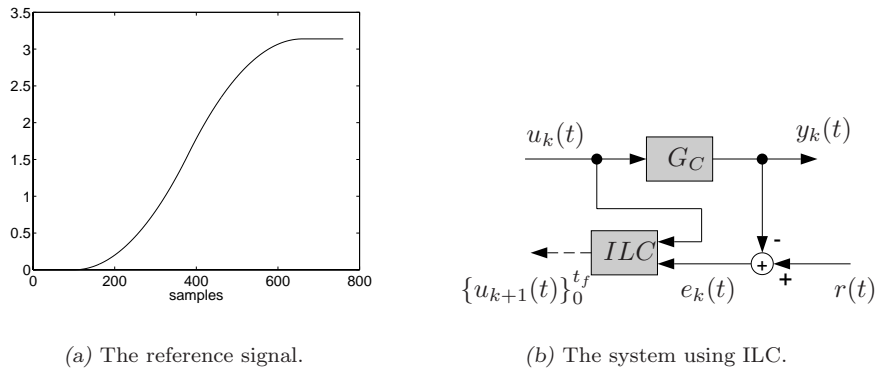 3.5
3
2.5
2
1.5
1
0.5
0
0 200 400 600 800
samples
(a) The reference signal.
u_k(t)
G_C
y_k(t)
ILC
-
+
+
{u_{k+1}(t)}_0^{t_f}
e_k(t)
r(t)
(b) The system using ILC.